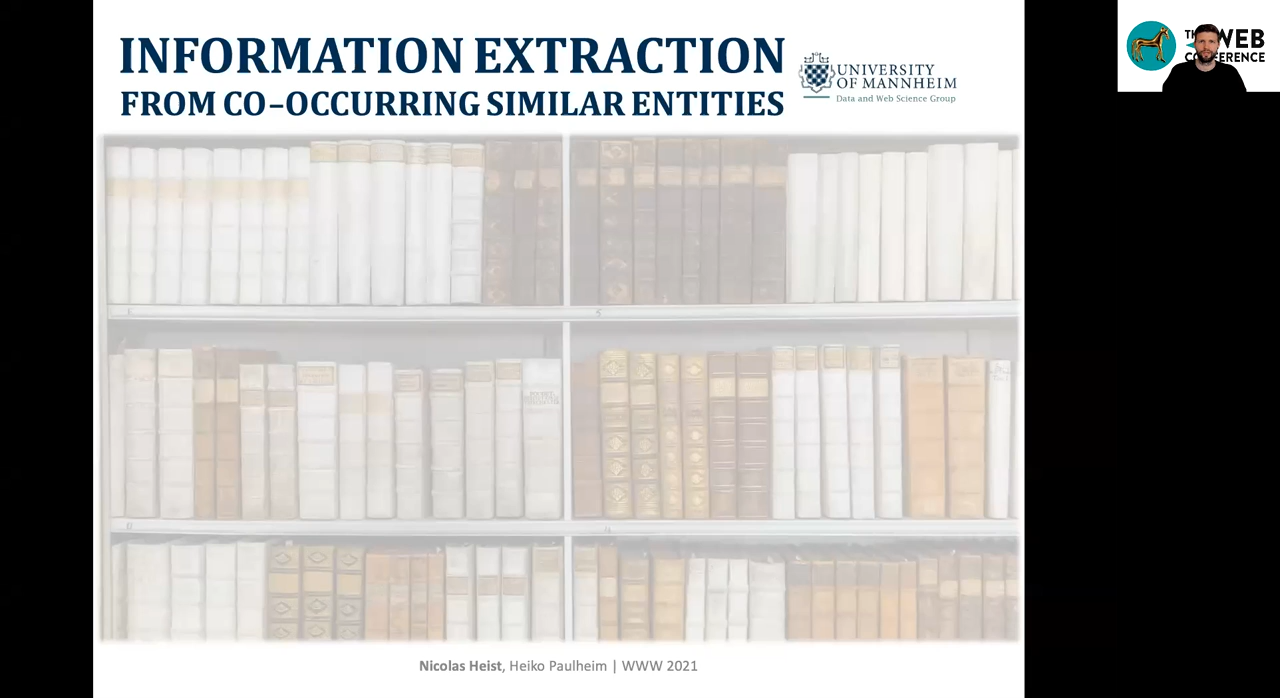 INFORMATION EXTRACTION
FROM CO-OCCURRING SIMILAR ENTITIES
UNIVERSITY
OF MANNHEIM
Data and Web Science Group
WEB
Nicolas Heist, Heiko Paulheim | WWW 2021